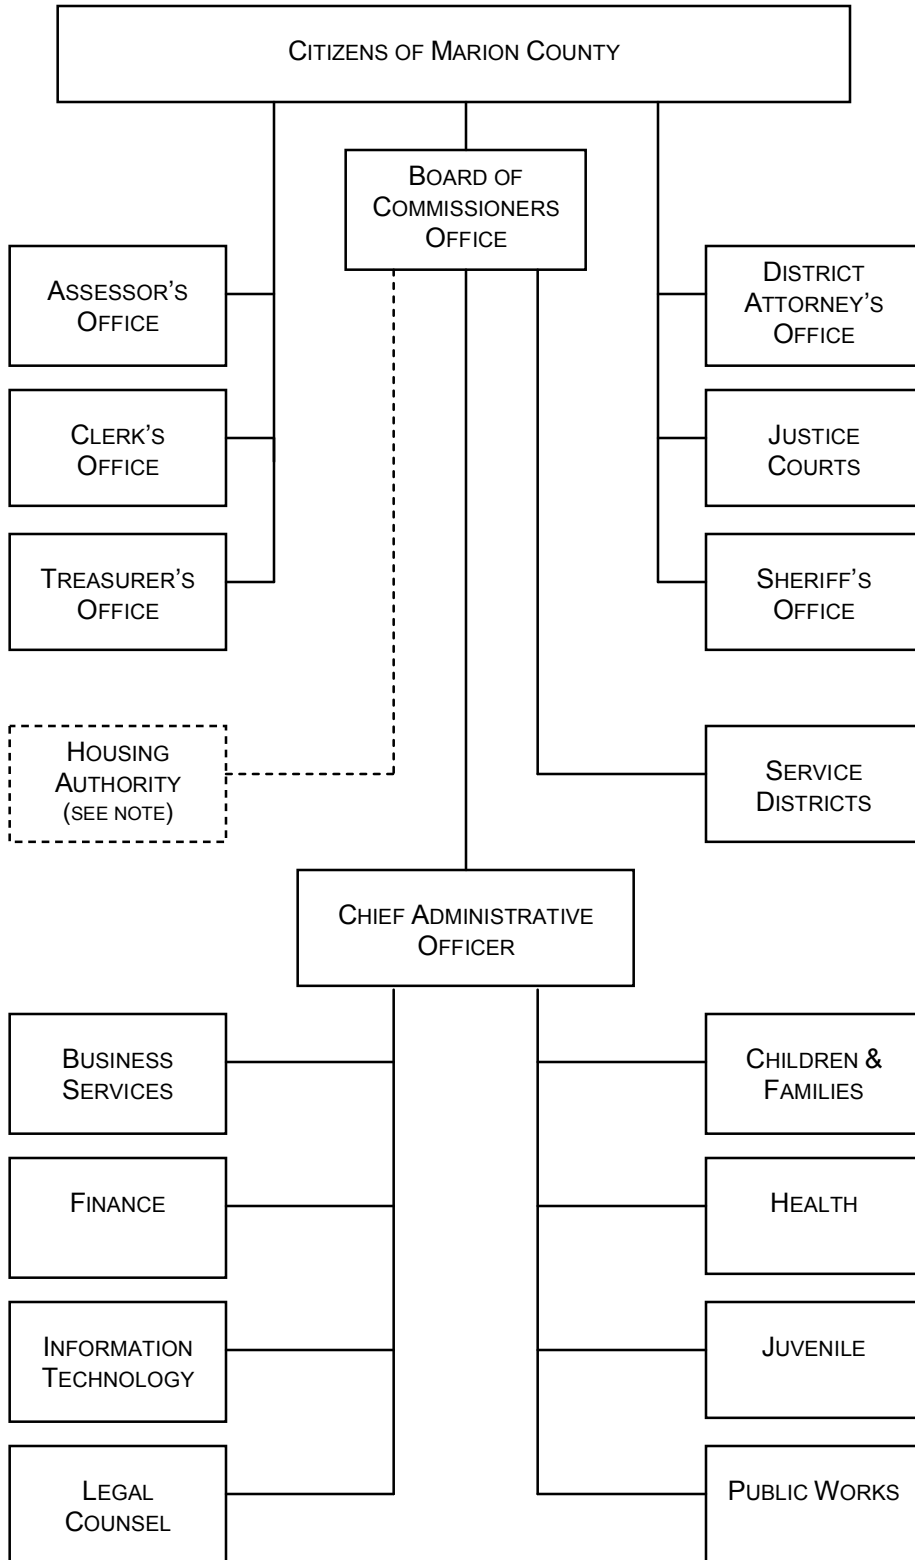 CITIZENS OF MARION COUNTY
BOARD OF
COMMISSIONERS
OFFICE
ASSESSOR'S
OFFICE
DISTRICT
ATTORNEY'S
OFFICE
CLERK'S
OFFICE
JUSTICE
COURTS
TREASURER'S
OFFICE
SHERIFF'S
OFFICE
HOUSING
AUTHORITY
(SEE NOTE)
SERVICE
DISTRICTS
CHIEF ADMINISTRATIVE
OFFICER
BUSINESS
SERVICES
CHILDREN &
FAMILIES
FINANCE
HEALTH
INFORMATION
TECHNOLOGY
JUVENILE
LEGAL
COUNSEL
PUBLIC WORKS